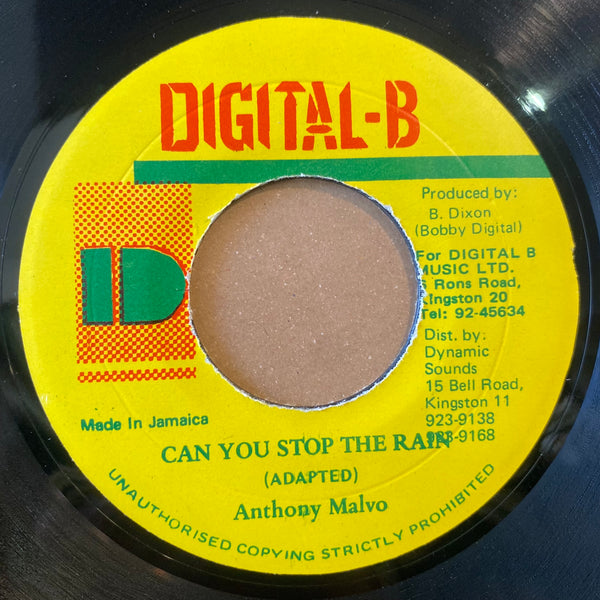 DIGITAL-B
Produced by:
B. Dixon
(Bobby Digital)
For DIGITAL B
MUSIC LTD.
Rons Road,
Kingston 20
Tel: 92-45634
Dist. by:
Dynamic
Sounds
15 Bell Road,
Kingston 11
923-9138
923-9168
D
Made In Jamaica
CAN YOU STOP THE RAIN
(ADAPTED)
Anthony Malvo
UNAUTHORISED COPYING STRICTLY PROHIBITED